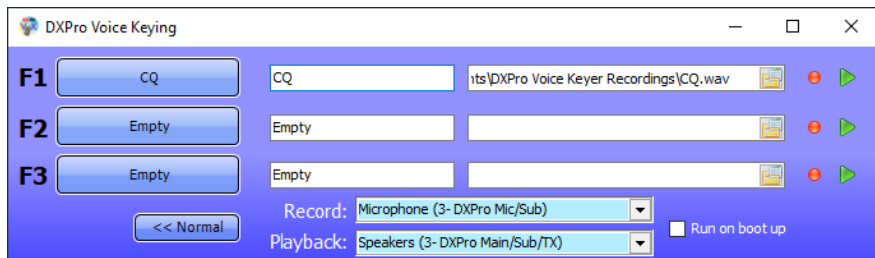 DXPro Voice Keying
F1 CQ CQ nts\DXPro Voice Keyer Recordings\CQ.wav
F2 Empty Empty
F3 Empty Empty
<< Normal
Record: Microphone (3- DXPro Mic/Sub)
Playback: Speakers (3- DXPro Main/Sub/TX)
Run on boot up